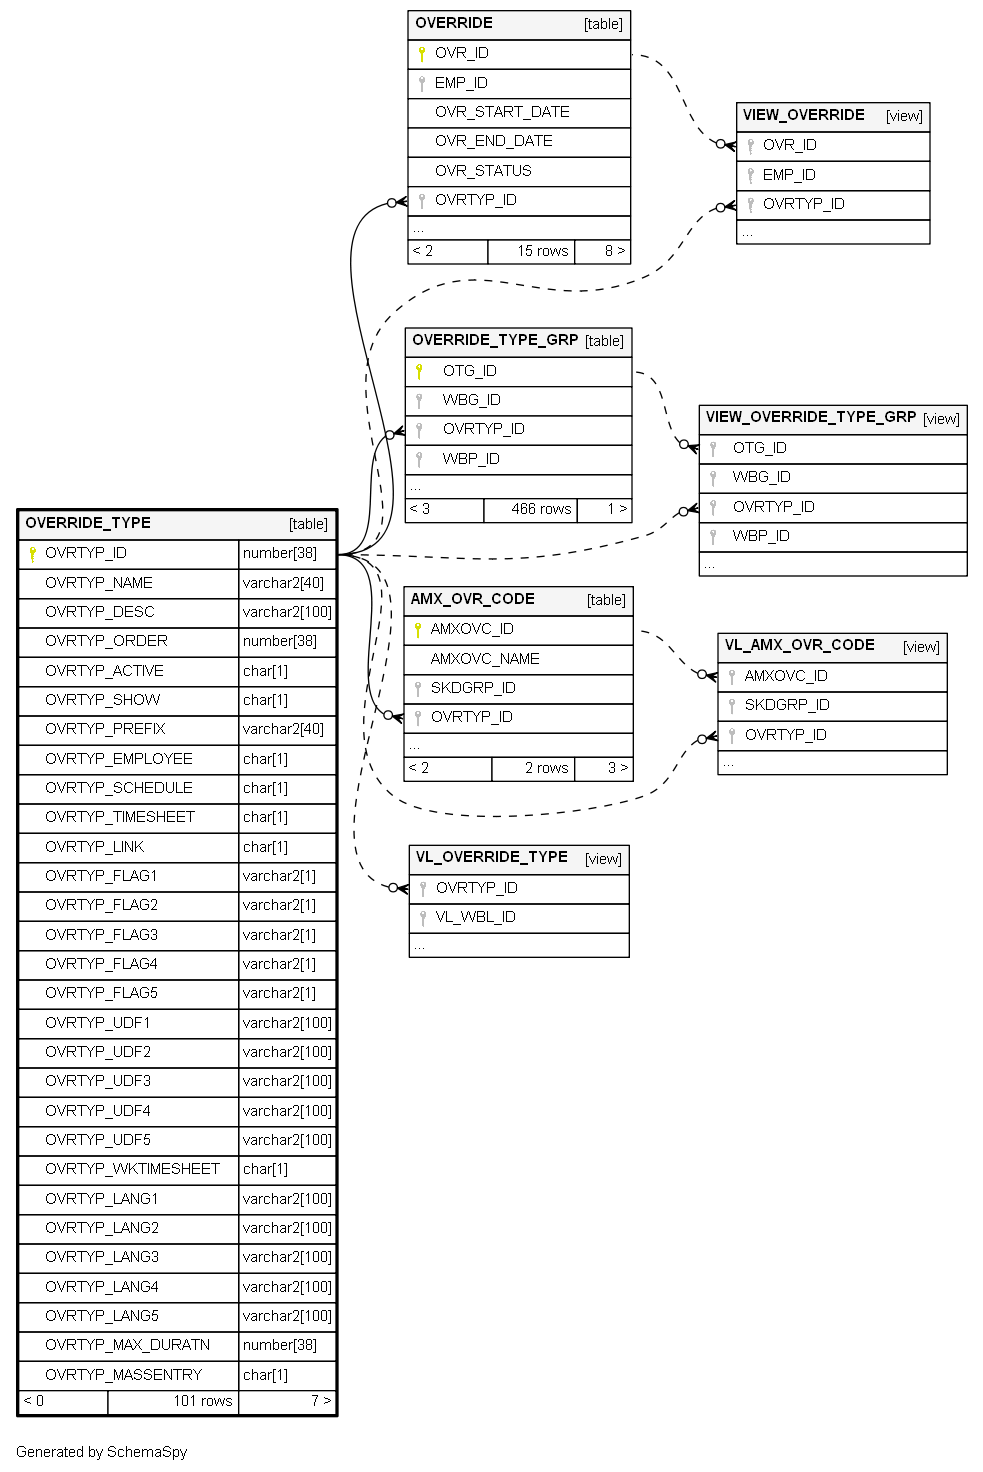 OVERRIDE [table]
OVR_ID
EMP_ID
OVR_START_DATE
OVR_END_DATE
OVR_STATUS
OVRTYP_ID
...
< 2 15 rows 8 >
VIEW_OVERRIDE [view]
OVR_ID
EMP_ID
OVRTYP_ID
...
OVERRIDE_TYPE_GRP [table]
OTG_ID
WBG_ID
OVRTYP_ID
WBP_ID
...
< 3 466 rows 1 >
VIEW_OVERRIDE_TYPE_GRP [view]
OTG_ID
WBG_ID
OVRTYP_ID
WBP_ID
...
OVERRIDE_TYPE [table]
OVRTYP_ID number[38]
OVRTYP_NAME varchar2[40]
OVRTYP_DESC varchar2[100]
OVRTYP_ORDER number[38]
OVRTYP_ACTIVE char[1]
OVRTYP_SHOW char[1]
OVRTYP_PREFIX varchar2[40]
OVRTYP_EMPLOYEE char[1]
OVRTYP_SCHEDULE char[1]
OVRTYP_TIMESHEET char[1]
OVRTYP_LINK char[1]
OVRTYP_FLAG1 varchar2[1]
OVRTYP_FLAG2 varchar2[1]
OVRTYP_FLAG3 varchar2[1]
OVRTYP_FLAG4 varchar2[1]
OVRTYP_FLAG5 varchar2[1]
OVRTYP_UDF1 varchar2[100]
OVRTYP_UDF2 varchar2[100]
OVRTYP_UDF3 varchar2[100]
OVRTYP_UDF4 varchar2[100]
OVRTYP_UDF5 varchar2[100]
OVRTYP_WKTIMESHEET char[1]
OVRTYP_LANG1 varchar2[100]
OVRTYP_LANG2 varchar2[100]
OVRTYP_LANG3 varchar2[100]
OVRTYP_LANG4 varchar2[100]
OVRTYP_LANG5 varchar2[100]
OVRTYP_MAX_DURATN number[38]
OVRTYP_MASSENTRY char[1]
< 0 101 rows 7 >
AMX_OVR_CODE [table]
AMXOVC_ID
AMXOVC_NAME
SKDGRP_ID
OVRTYP_ID
...
< 2 2 rows 3 >
VL_AMX_OVR_CODE [view]
AMXOVC_ID
SKDGRP_ID
OVRTYP_ID
...
VL_OVERRIDE_TYPE [view]
OVRTYP_ID
VL_WBL_ID
...
Generated by SchemaSpy